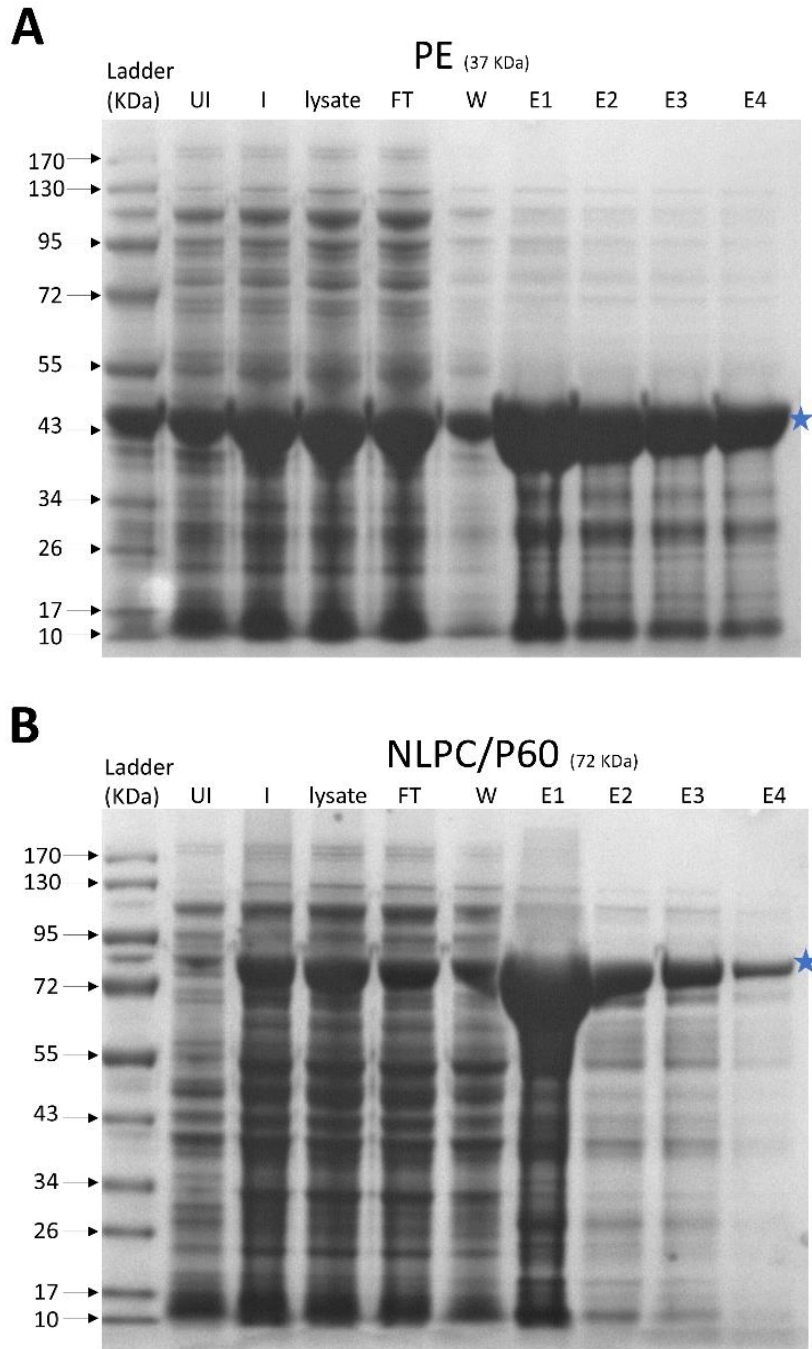 A
PE (37 KDa)
Ladder
(KDa) UI I lysate FT W E1 E2 E3 E4
170
130
95
72
55
43
34
26
17
10
B
NLPC/P60 (72 KDa)
Ladder
(KDa) UI I lysate FT W E1 E2 E3 E4
170
130
95
72
55
43
34
26
17
10